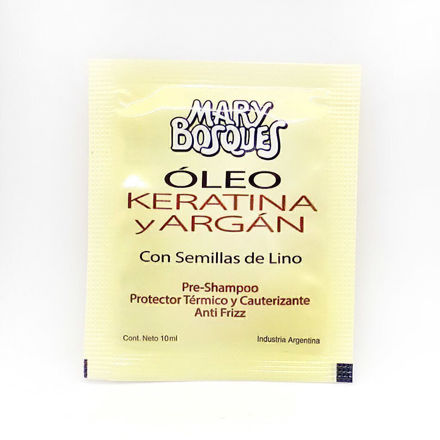 MARY
BOSQUES
ÓLEO
KERATINA
y ARGÁN
Con Semillas de Lino
Pre-Shampoo
Protector Térmico y Cauterizante
Anti Frizz
Cont. Neto 10ml Industria Argentina